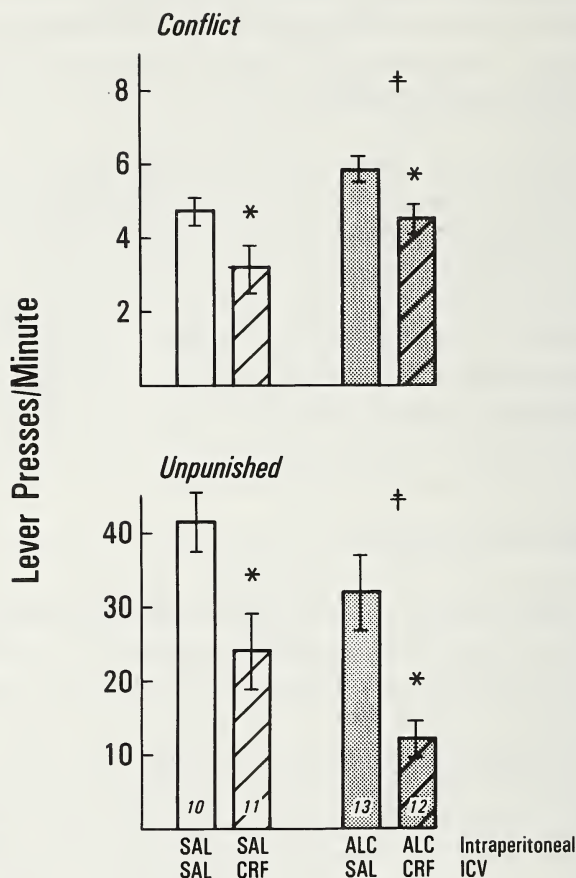 Conflict
8
6
4
2
‡
*
*
Lever Presses/Minute
Unpunished
40
30
20
10
‡
*
*
10 11 13 12
SAL SAL ALC ALC Intraperitoneal
SAL CRF SAL CRF ICV